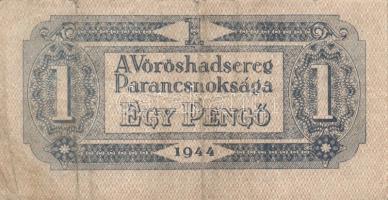 1
A Vöröshadsereg
Parancsnoksága
1 EGY PENGŐ 1
1944